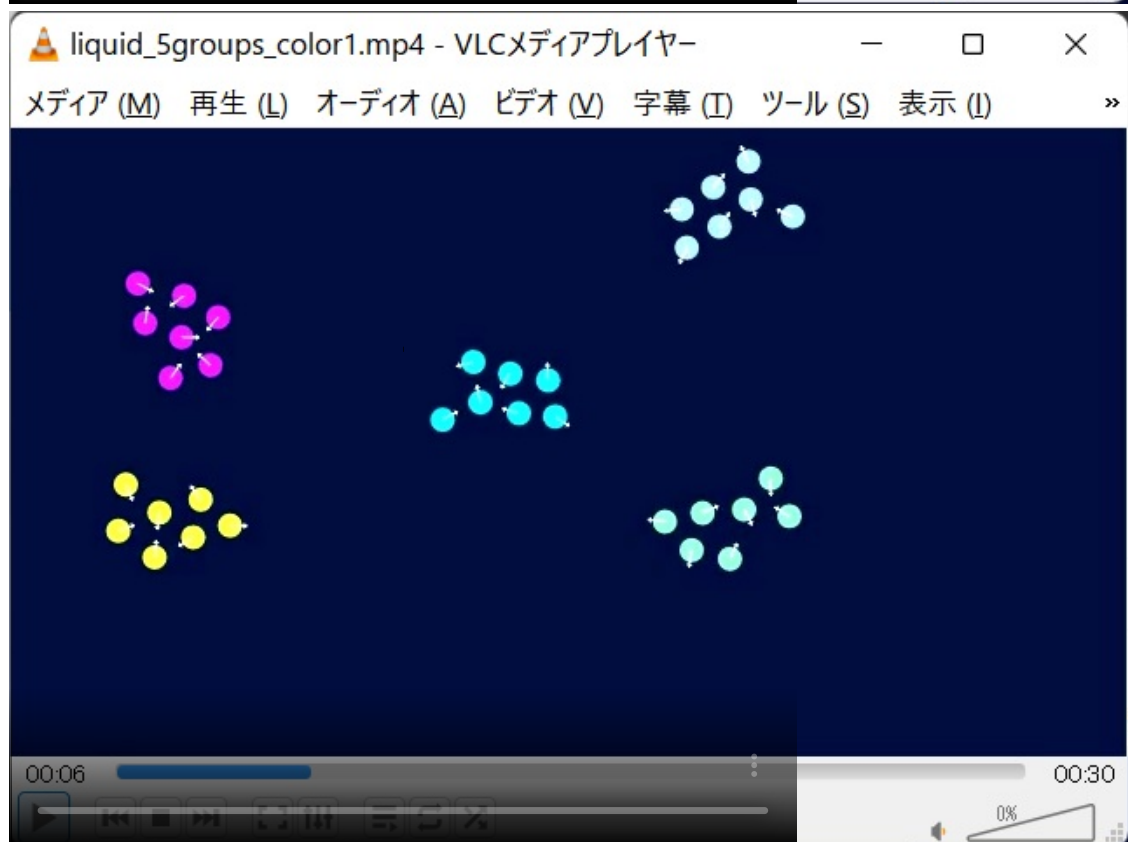 liquid_5groups_color1.mp4 - VLCメディアプレイヤー
メディア (M) 再生 (L) オーディオ (A) ビデオ (V) 字幕 (T) ツール (S) 表示 (I) »
00:06 00:30
0%